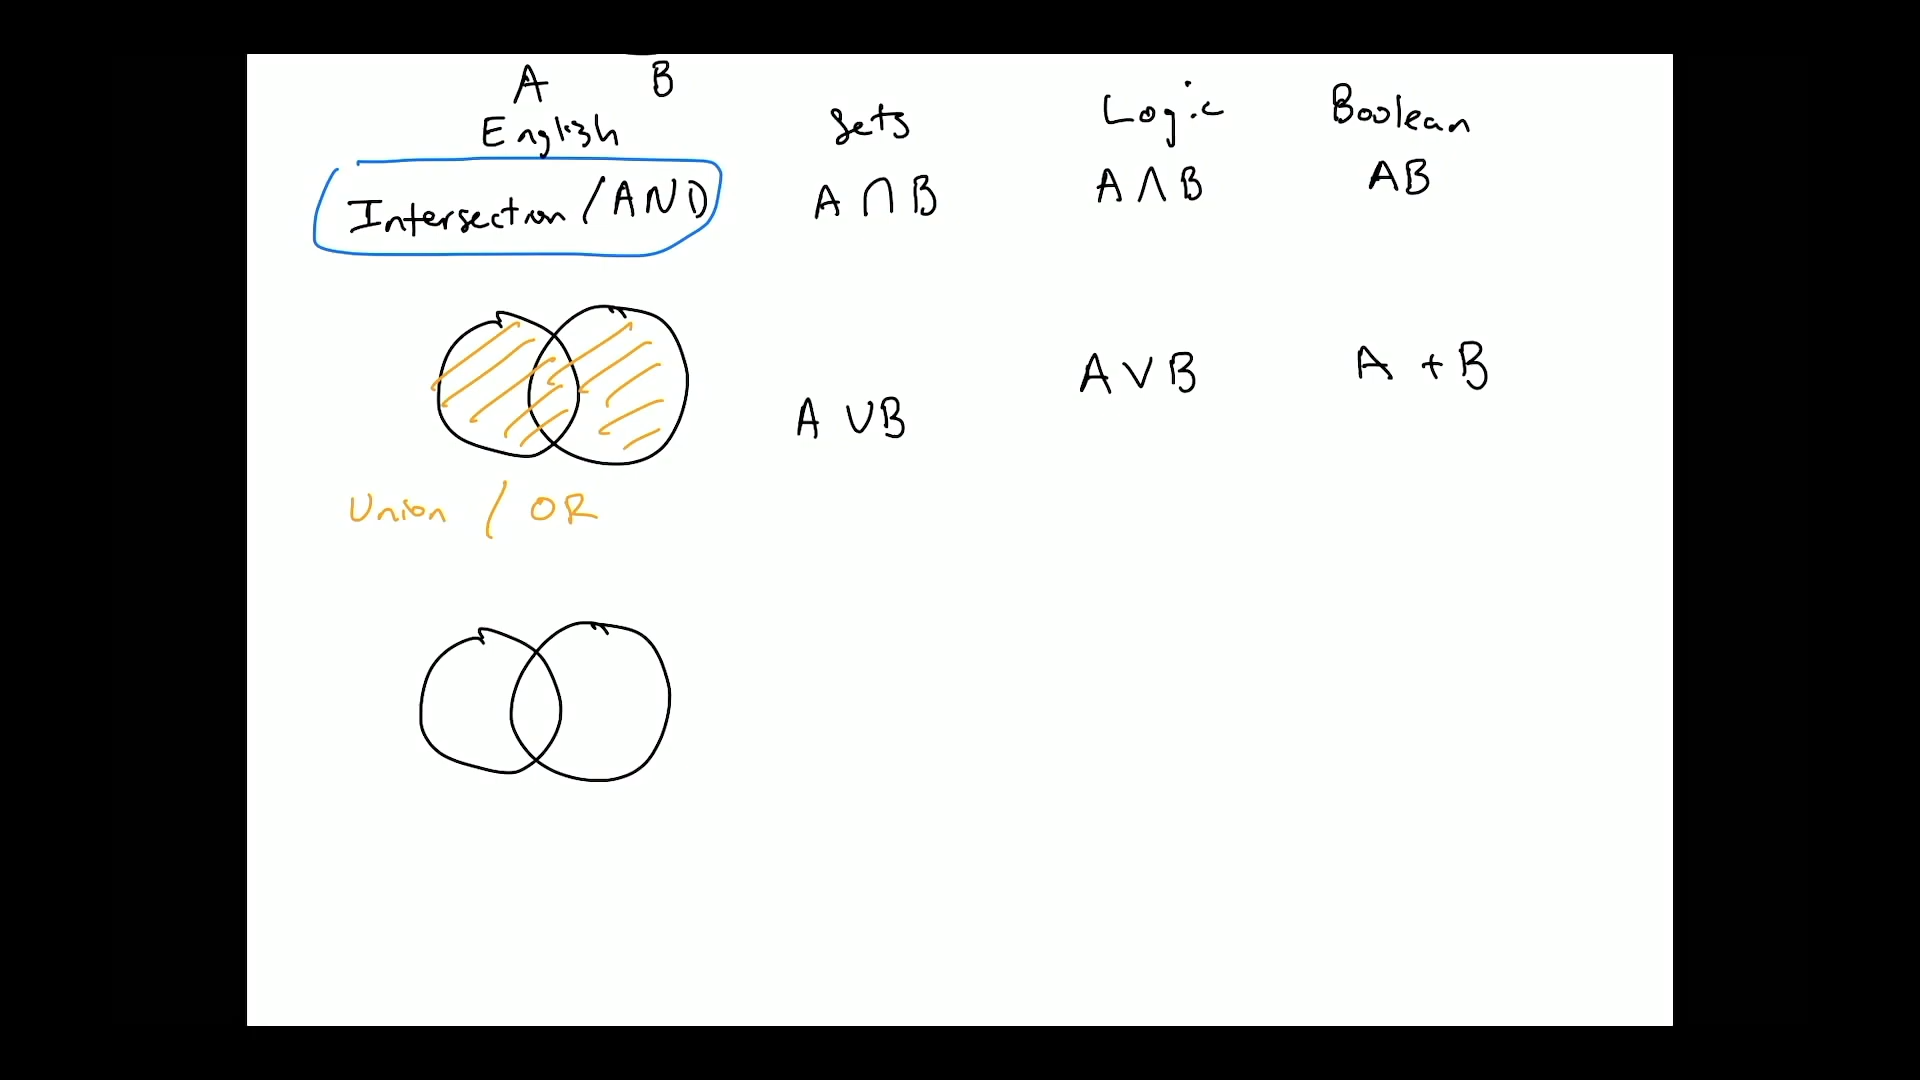 A B
English Sets Logic Boolean
Intersection / AND A ∩ B A ∧ B AB
A ∪ B A ∨ B A + B
Union / OR